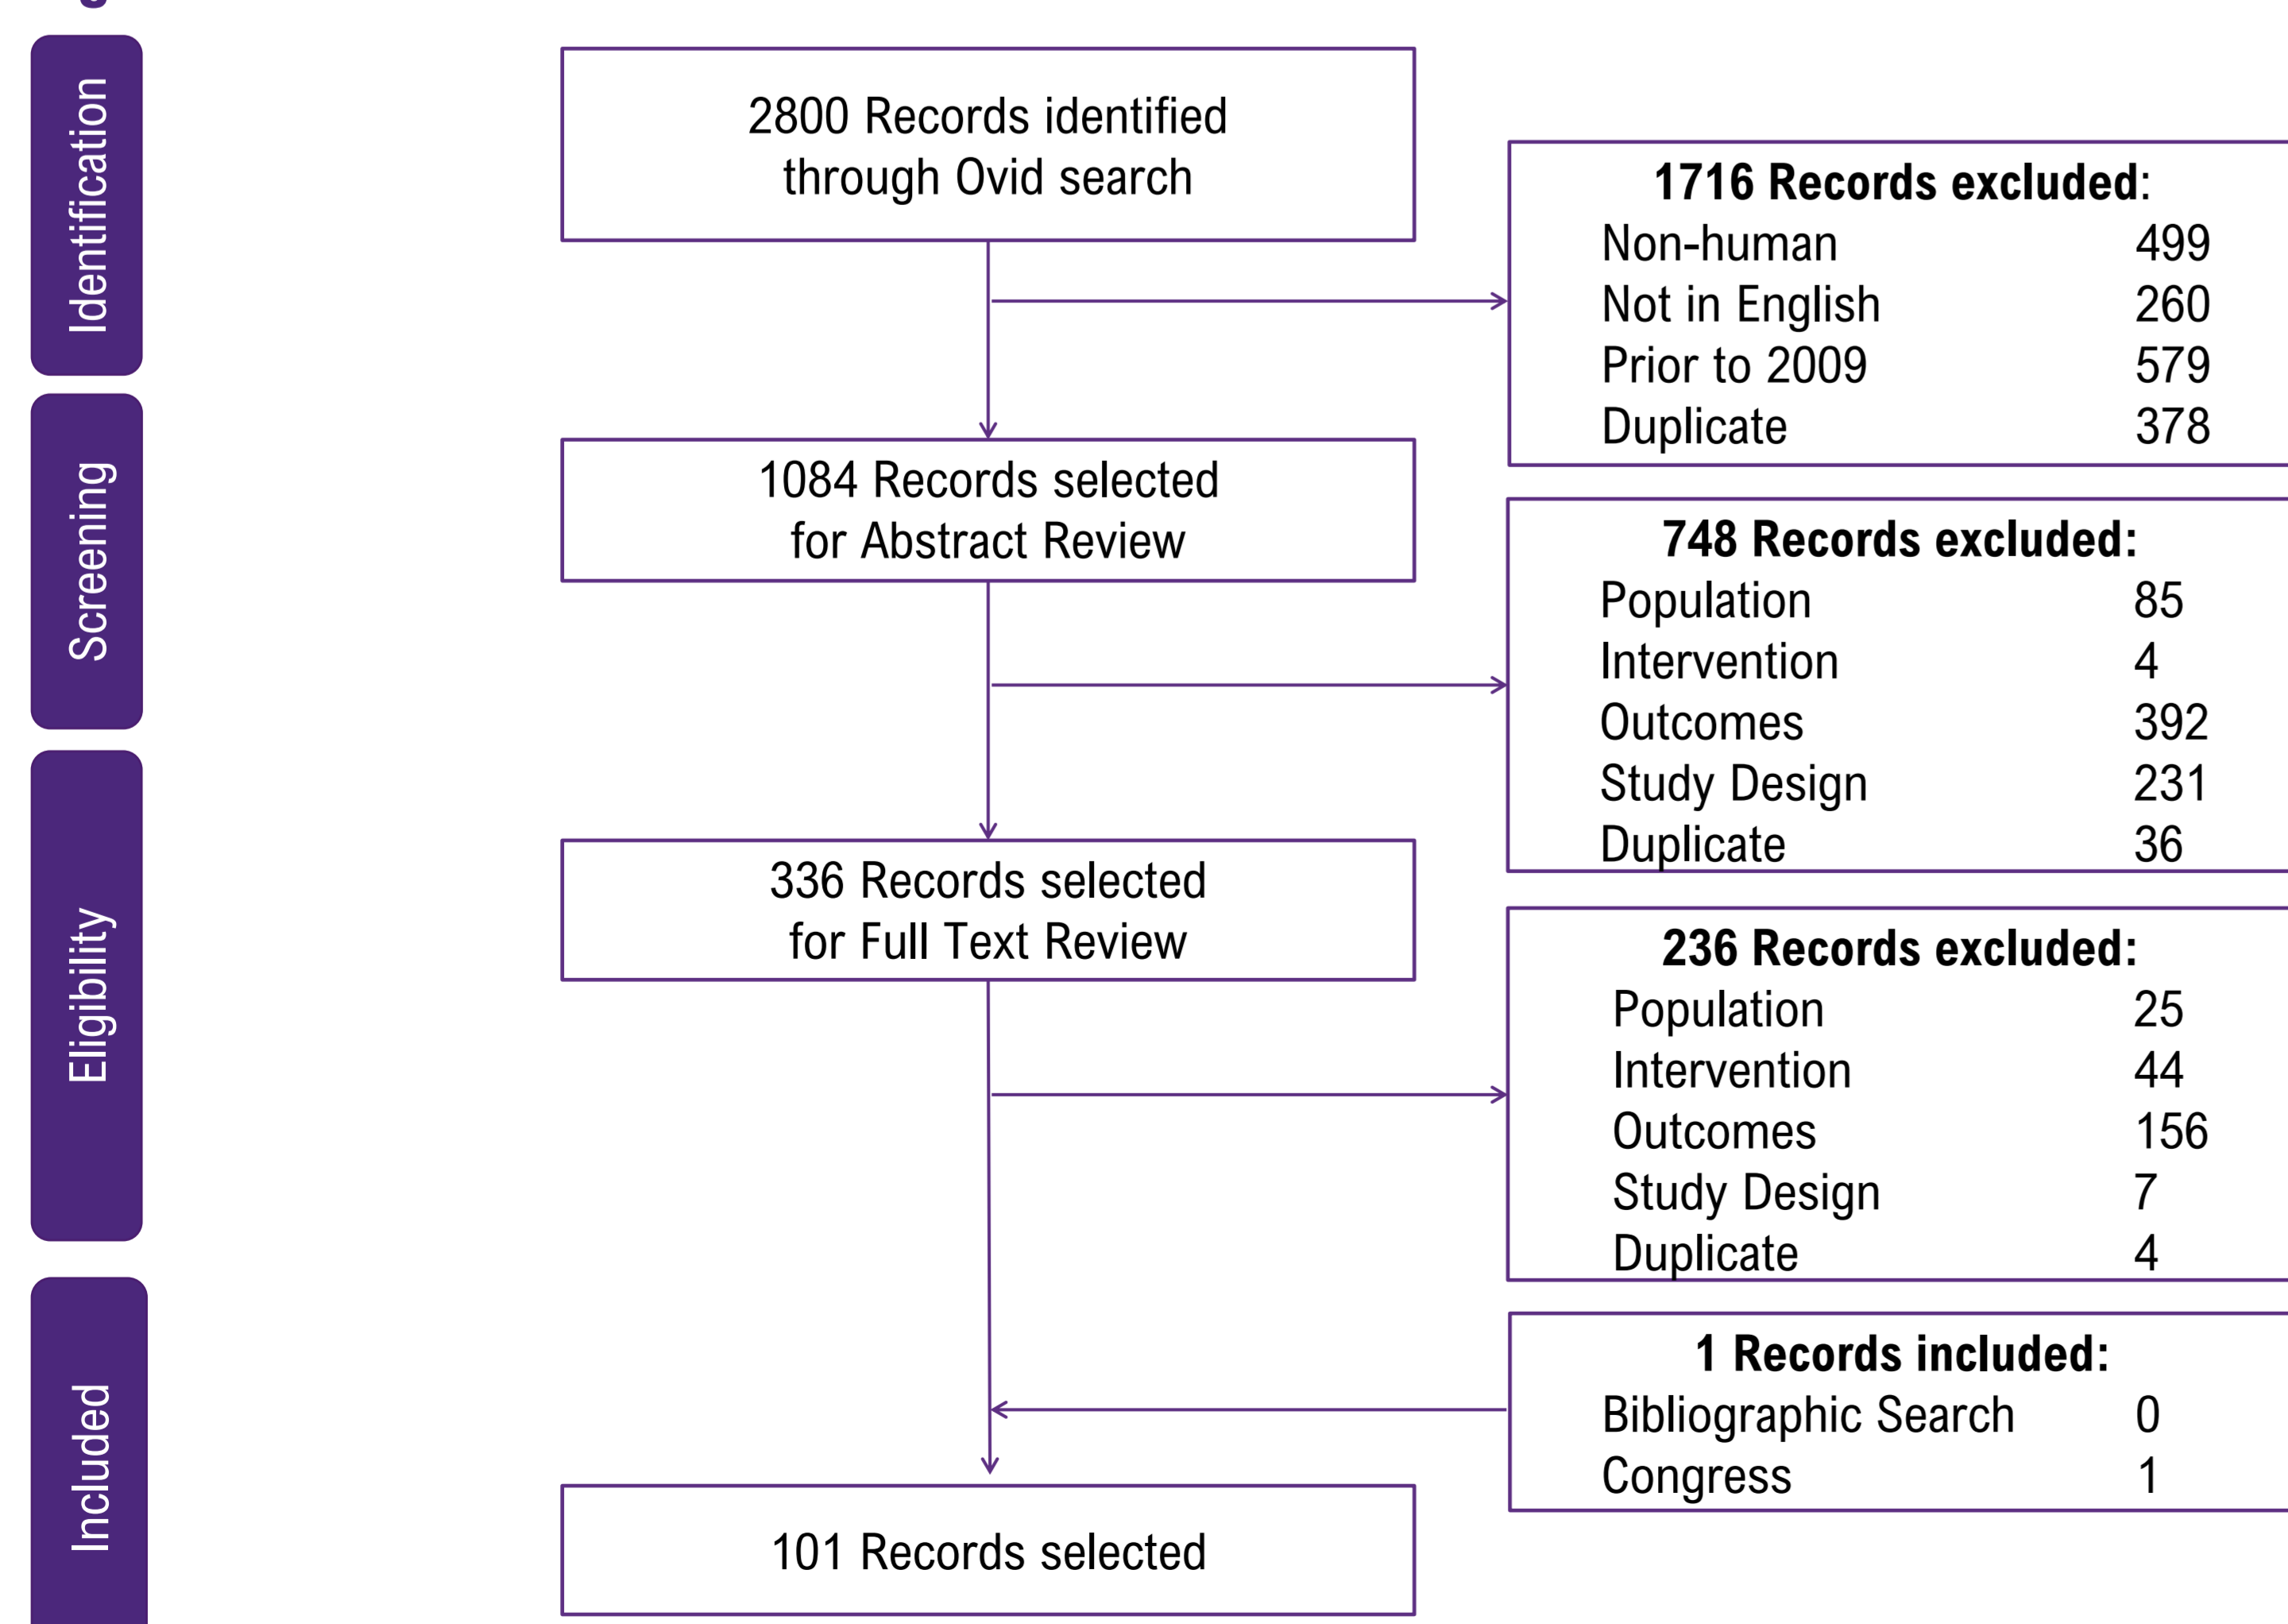 Identification
2800 Records identified
through Ovid search
1716 Records excluded:
Non-human 499
Not in English 260
Prior to 2009 579
Duplicate 378
Screening
1084 Records selected
for Abstract Review
748 Records excluded:
Population 85
Intervention 4
Outcomes 392
Study Design 231
Duplicate 36
Eligibility
336 Records selected
for Full Text Review
236 Records excluded:
Population 25
Intervention 44
Outcomes 156
Study Design 7
Duplicate 4
Included
1 Records included:
Bibliographic Search 0
Congress 1
101 Records selected